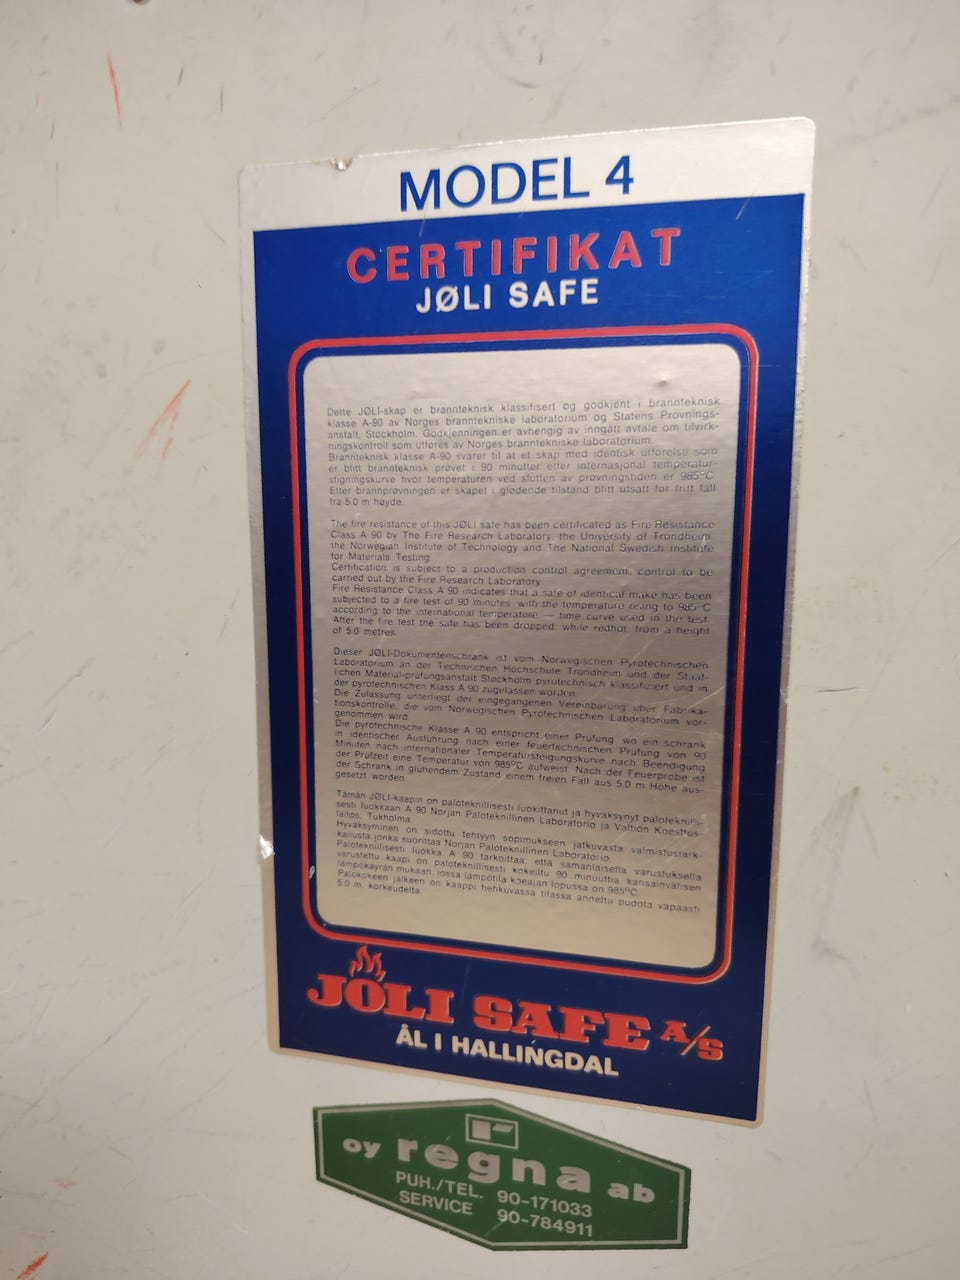 MODEL 4
CERTIFIKAT
JØLI SAFE
Dette JØLI-skap er brannteknisk klassifisert og godkjent i brannteknisk
klasse A-90 av Norges branntekniske laboratorium og Statens Provnings-
anstalt, Stockholm. Godkjenningen er avhengig av inngått avtale om tilvirk-
ningskontroll som utføres av Norges branntekniske laboratorium.
Brannteknisk klasse A-90 svarer til at et skap med identisk utførelse som
er blitt brannteknisk prøvet i 90 minutter etter internasjonal temperatur-
stigningskurve hvor temperaturen ved slutten av prøvningstiden er 985°C.
Etter brannprøvningen er skapet i glødende tilstand blitt utsatt for fritt fall
fra 5.0 m høyde.
The fire resistance of this JØLI safe has been certificated as Fire Resistance
Class A 90 by The Fire Research Laboratory, the University of Trondheim,
the Norwegian Institute of Technology and The National Swedish Institute
for Materials Testing.
Certification is subject to a production control agreement, control to be
carried out by the Fire Research Laboratory.
Fire Resistance Class A 90 indicates that a safe of identical make has been
subjected to a fire test of 90 minutes, with the temperature rising to 985°C
according to the international temperature — time curve used in the test.
After the fire test the safe has been dropped, while redhot, from a height
of 5.0 metres.
Dieser JØLI-Dokumentenschrank ist vom Norwegischen Pyrotechnischen
Laboratorium an der Technischen Hochschule Trondheim und der Staat-
lichen Material-prüfungsanstalt Stockholm pyrotechnisch klassifiziert und in
der pyrotechnischen Klass A 90 zugelassen worden.
Die Zulassung unterliegt der eingegangenen Vereinbarung über Fabrika-
tionskontrolle, die vom Norwegischen Pyrotechnischen Laboratorium vor-
genommen wird.
Die pyrotechnische Klasse A 90 entspricht einer Prüfung, wo ein schrank
in identischer Ausführung nach einer feuertechnischen Prüfung von 90
Minuten nach internationaler Temperatursteigungskurve nach Beendigung
der Prüfzeit eine Temperatur von 985°C aufweist. Nach der Feuerprobe ist
der Schrank in glühendem Zustand einem freien Fall aus 5.0 m Höhe aus-
gesetzt worden.
Tämän JØLI-kaapin on paloteknillisesti luokittanut ja hyväksynyt paloteknilli-
sesti luokkaan A 90 Norjan Paloteknillinen Laboratorio ja Valtion Koestus-
laitos, Tukholma.
Hyväksyminen on sidottu tehtyyn sopimukseen jatkuvasta valmistustark-
kailusta jonka suorittaa Norjan Paloteknillinen Laboratorio.
Paloteknillisesti luokka A 90 tarkoittaa, että samanlaisella varustuksella
varustettu kaapi on paloteknillisesti kokeiltu 90 minuuttia kansainvälisen
lämpökäyrän mukaan, jossa lämpötila koeajan lopussa on 985°C.
Palokokeen jälkeen on kaappi hehkuvassa tilassa annettu pudota vapaasti
5.0 m. korkeudelta.
JØLI SAFE A/S
ÅL I HALLINGDAL
oy regna ab
PUH./TEL. 90-171033
SERVICE 90-784911